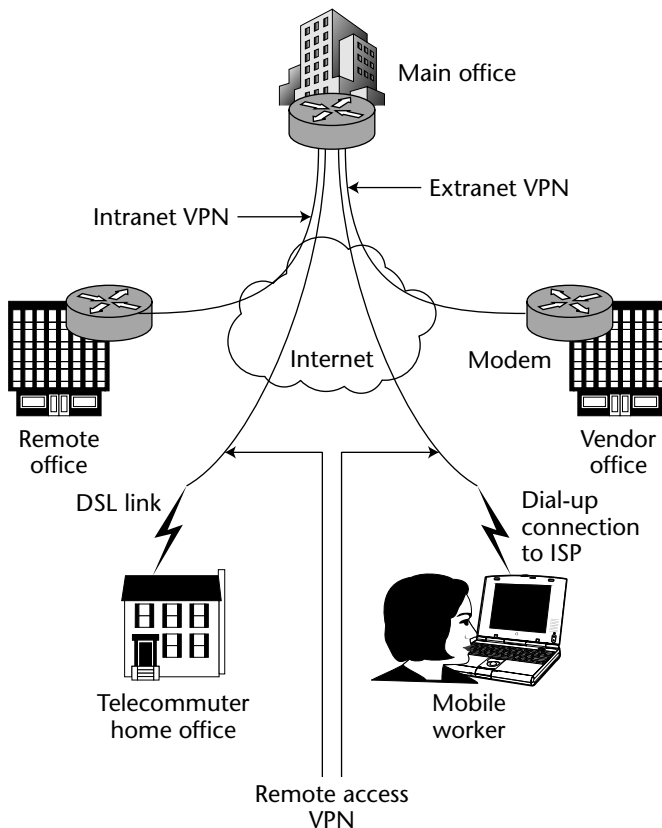 Main office
Extranet VPN
Intranet VPN
Internet
Modem
Remote
office
Vendor
office
DSL link
Dial-up
connection
to ISP
Telecommuter
home office
Mobile
worker
Remote access
VPN